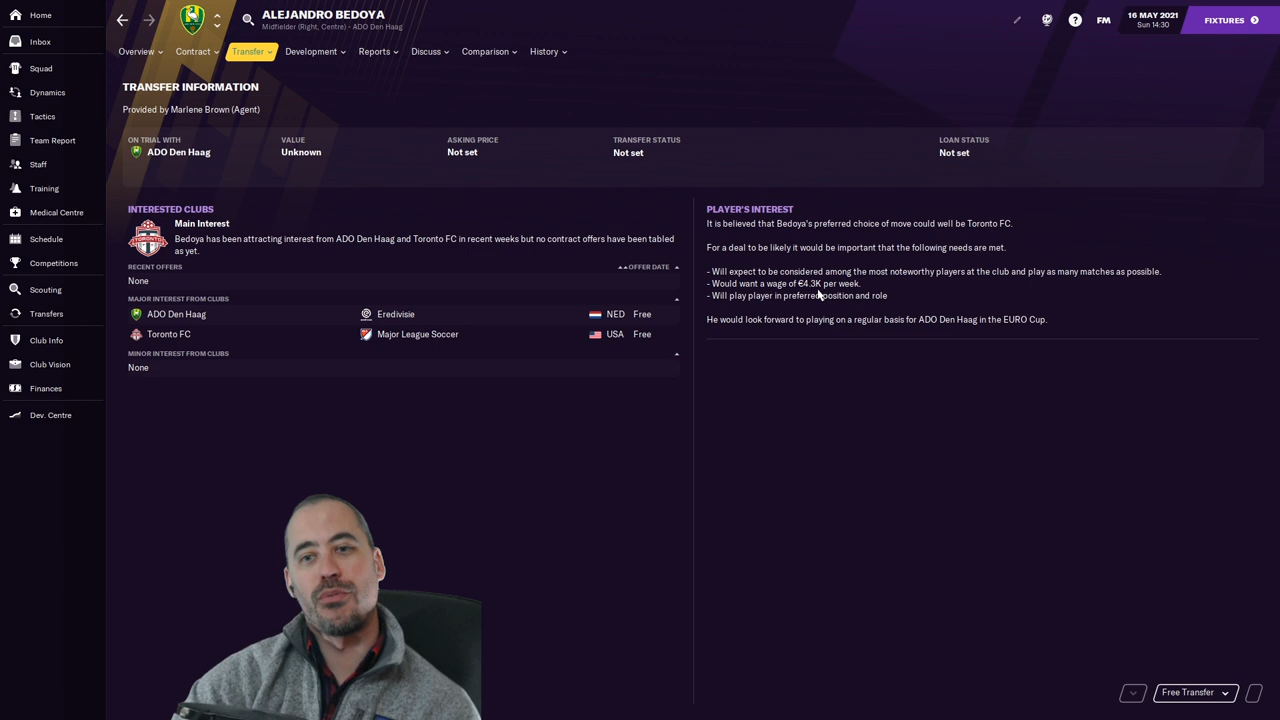 Home
Inbox
Squad
Dynamics
Tactics
Team Report
Staff
Training
Medical Centre
Schedule
Competitions
Scouting
Transfers
Club Info
Club Vision
Finances
Dev. Centre
ALEJANDRO BEDOYA
Midfielder (Right, Centre) - ADO Den Haag
? FM 16 MAY 2021
Sun 14:30
FIXTURES
Overview Contract Transfer Development Reports Discuss Comparison History
TRANSFER INFORMATION
Provided by Marlene Brown (Agent)
ON TRIAL WITH VALUE ASKING PRICE TRANSFER STATUS LOAN STATUS
ADO Den Haag Unknown Not set Not set Not set
INTERESTED CLUBS
TORONTO FC
Main Interest
Bedoya has been attracting interest from ADO Den Haag and Toronto FC in recent weeks but no contract offers have been tabled
as yet.
RECENT OFFERS OFFER DATE
None
MAJOR INTEREST FROM CLUBS
ADO Den Haag Eredivisie NED Free
Toronto FC Major League Soccer USA Free
MINOR INTEREST FROM CLUBS
None
PLAYER'S INTEREST
It is believed that Bedoya's preferred choice of move could well be Toronto FC.
For a deal to be likely it would be important that the following needs are met.
- Will expect to be considered among the most noteworthy players at the club and play as many matches as possible.
- Would want a wage of €4.3K per week.
- Will play player in preferred position and role
He would look forward to playing on a regular basis for ADO Den Haag in the EURO Cup.
Free Transfer